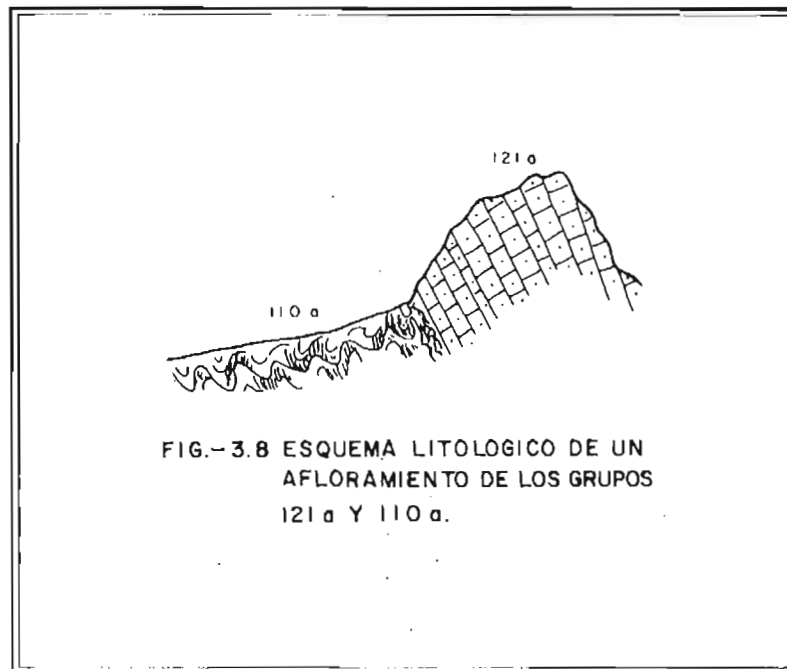 121 a
110 a
FIG.-3.8 ESQUEMA LITOLOGICO DE UN
AFLORAMIENTO DE LOS GRUPOS
121 a Y 110 a.